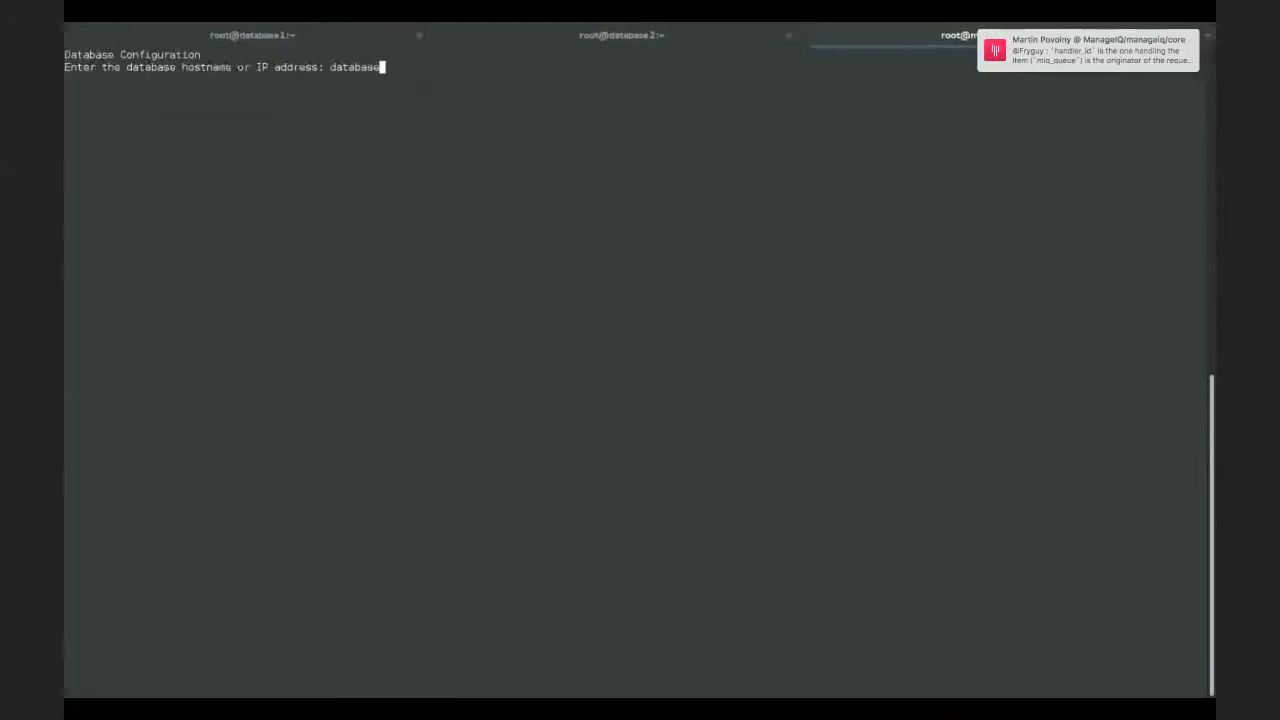 root@database1:~
root@database2:~
root@m
Martin Povolny @ ManageIQ/manageiq/core
@Fryguy : `handler_id` is the one handling the
item (`miq_queue`) is the originator of the reque...
Database Configuration
Enter the database hostname or IP address: database